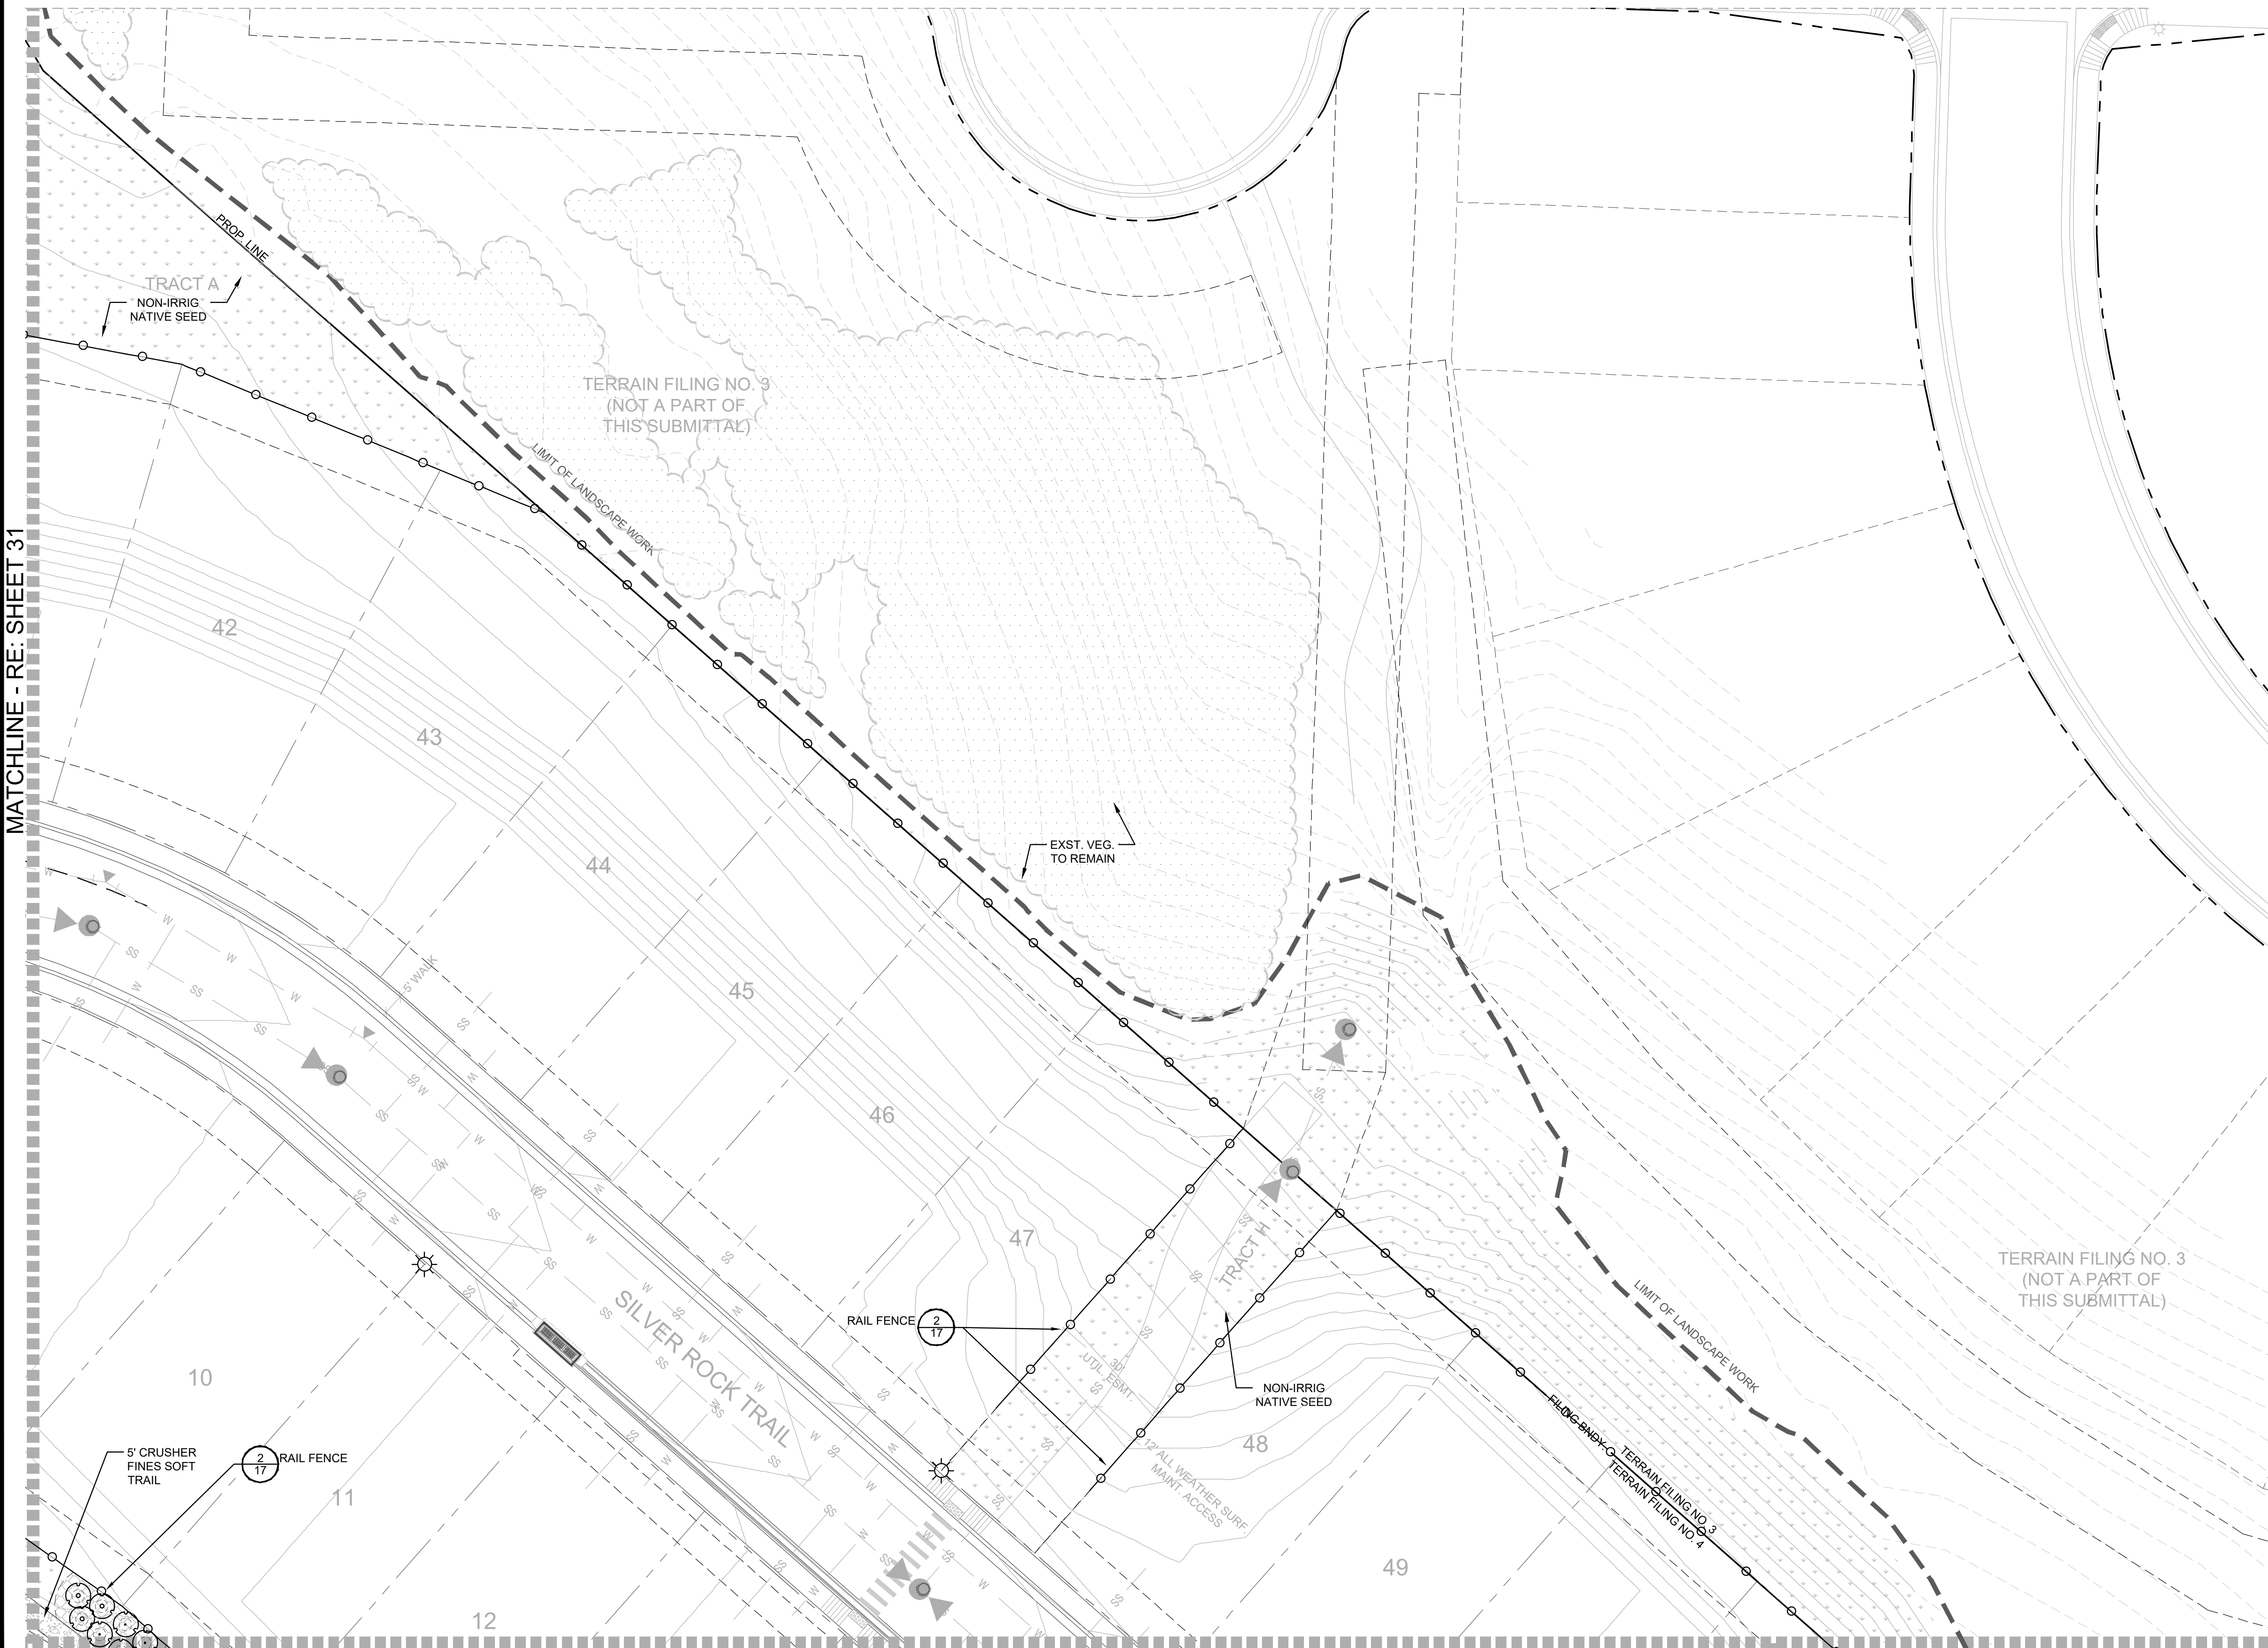 MATCHLINE - RE: SHEET 31
PROP. LINE
TRACT A
NON-IRRIG
NATIVE SEED
TERRAIN FILING NO. 3
(NOT A PART OF
THIS SUBMITTAL)
LIMIT OF LANDSCAPE WORK
42
43
44
45
46
47
48
49
EXST. VEG.
TO REMAIN
5' WALK
W
SS
SILVER ROCK TRAIL
RAIL FENCE
2
17
TRACT H
30'
UTIL. ESMT.
NON-IRRIG
NATIVE SEED
12' ALL WEATHER SURF.
MAINT. ACCESS
TERRAIN FILING NO. 3
(NOT A PART OF
THIS SUBMITTAL)
LIMIT OF LANDSCAPE WORK
FILING BNDY.
TERRAIN FILING NO. 3
TERRAIN FILING NO. 4
10
11
12
5' CRUSHER
FINES SOFT
TRAIL
2
17
RAIL FENCE